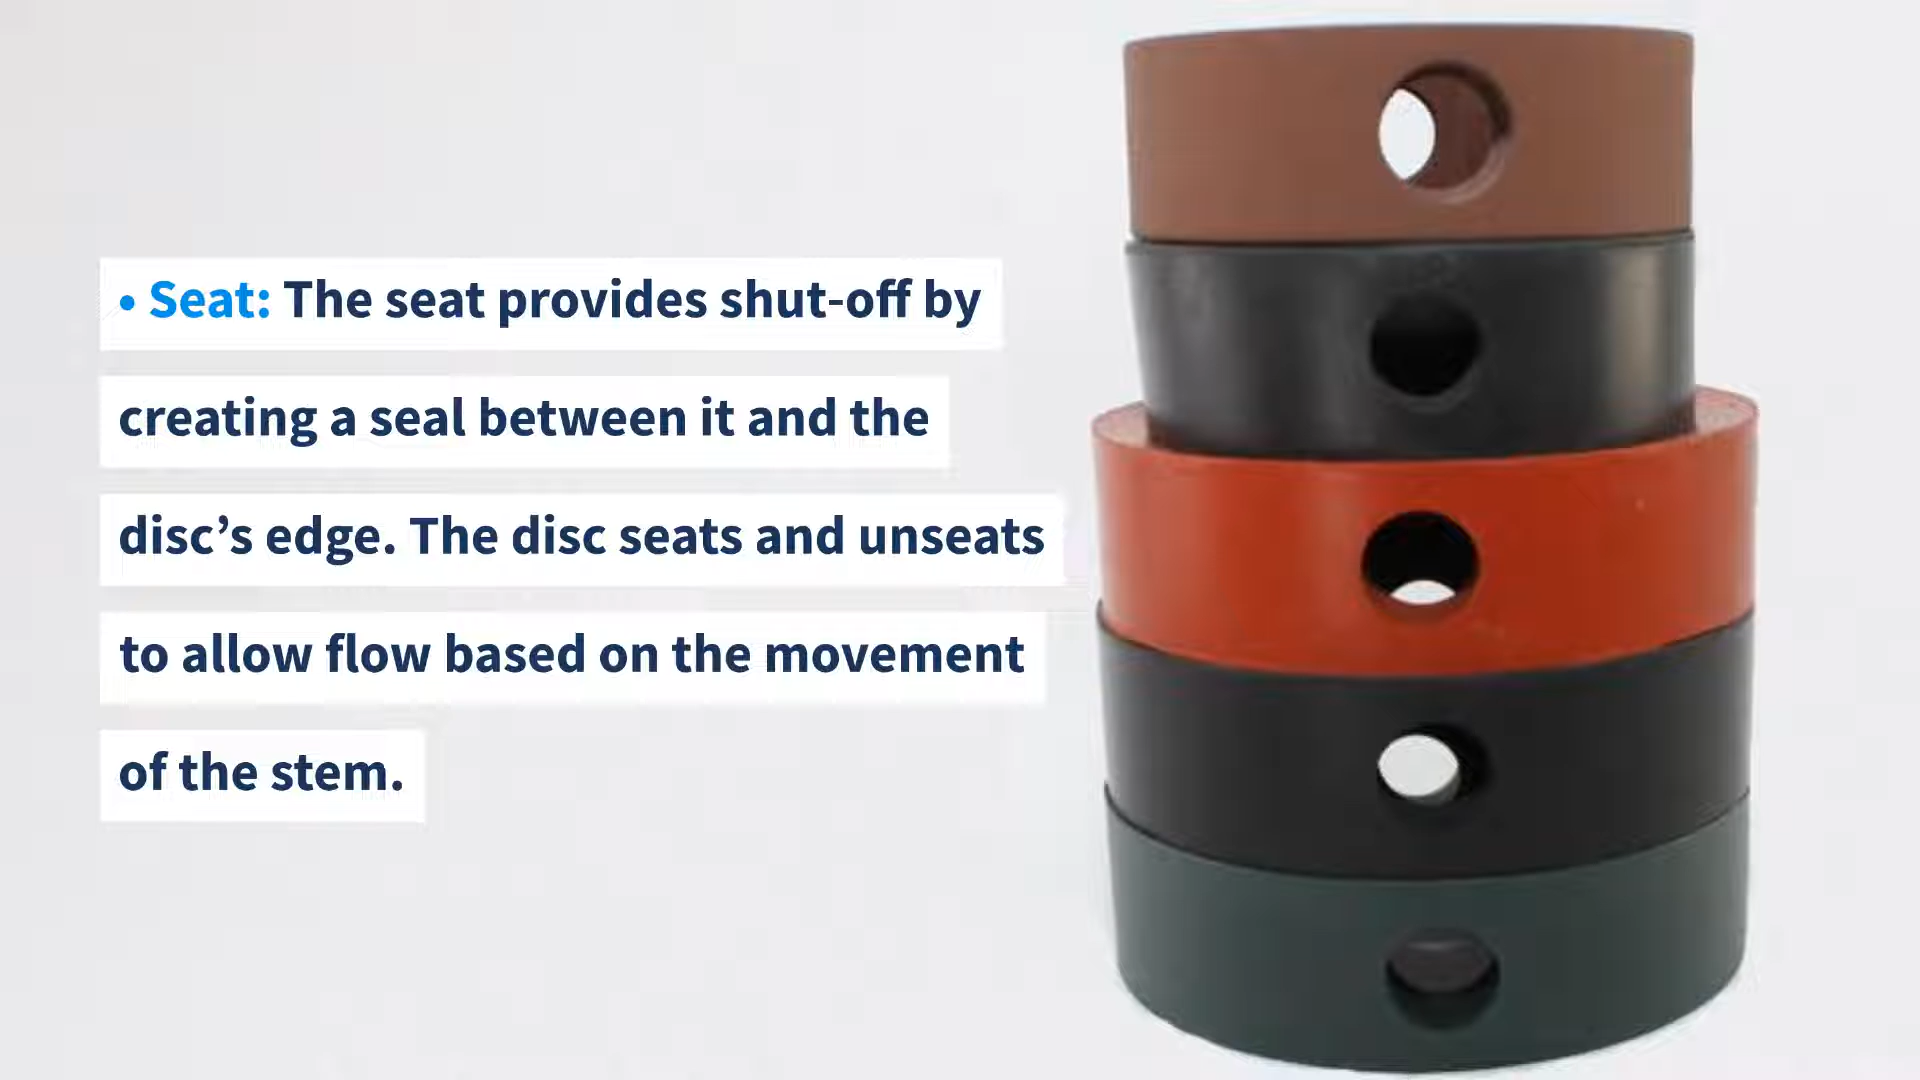 • Seat: The seat provides shut-off by
creating a seal between it and the
disc’s edge. The disc seats and unseats
to allow flow based on the movement
of the stem.